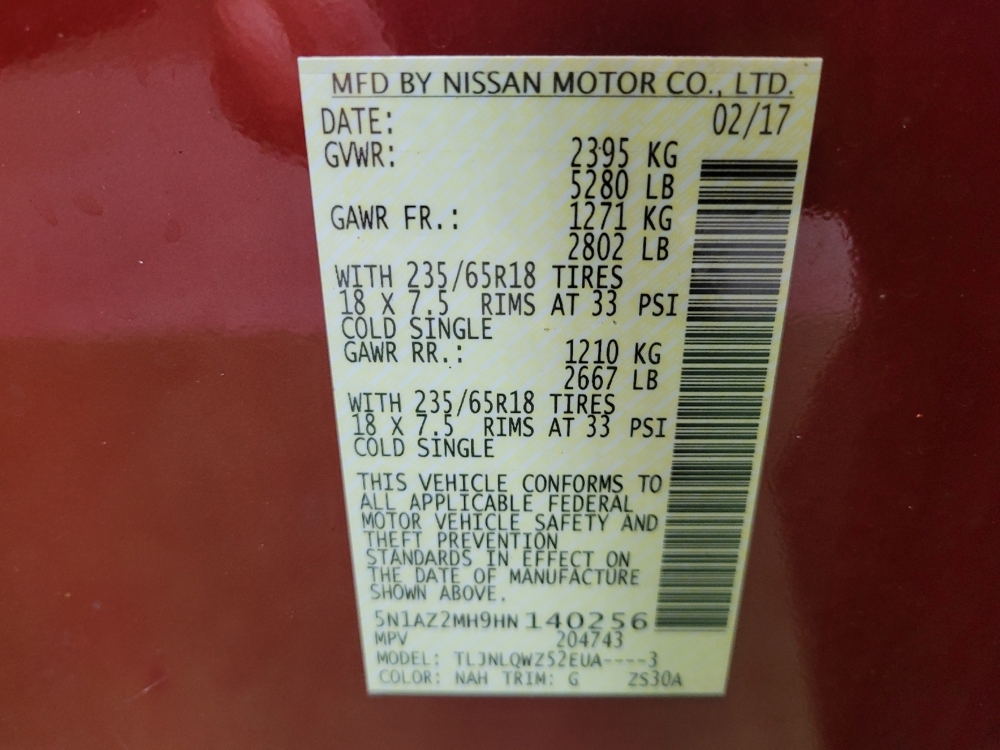 MFD BY NISSAN MOTOR CO., LTD.
DATE: 02/17
GVWR: 2395 KG
5280 LB
GAWR FR.: 1271 KG
2802 LB
WITH 235/65R18 TIRES
18 X 7.5 RIMS AT 33 PSI
COLD SINGLE
GAWR RR.: 1210 KG
2667 LB
WITH 235/65R18 TIRES
18 X 7.5 RIMS AT 33 PSI
COLD SINGLE
THIS VEHICLE CONFORMS TO
ALL APPLICABLE FEDERAL
MOTOR VEHICLE SAFETY AND
THEFT PREVENTION
STANDARDS IN EFFECT ON
THE DATE OF MANUFACTURE
SHOWN ABOVE.
5N1AZ2MH9HN 140256
MPV 204743
MODEL: TLJNLQWZ52EUA----3
COLOR: NAH TRIM: G ZS30A